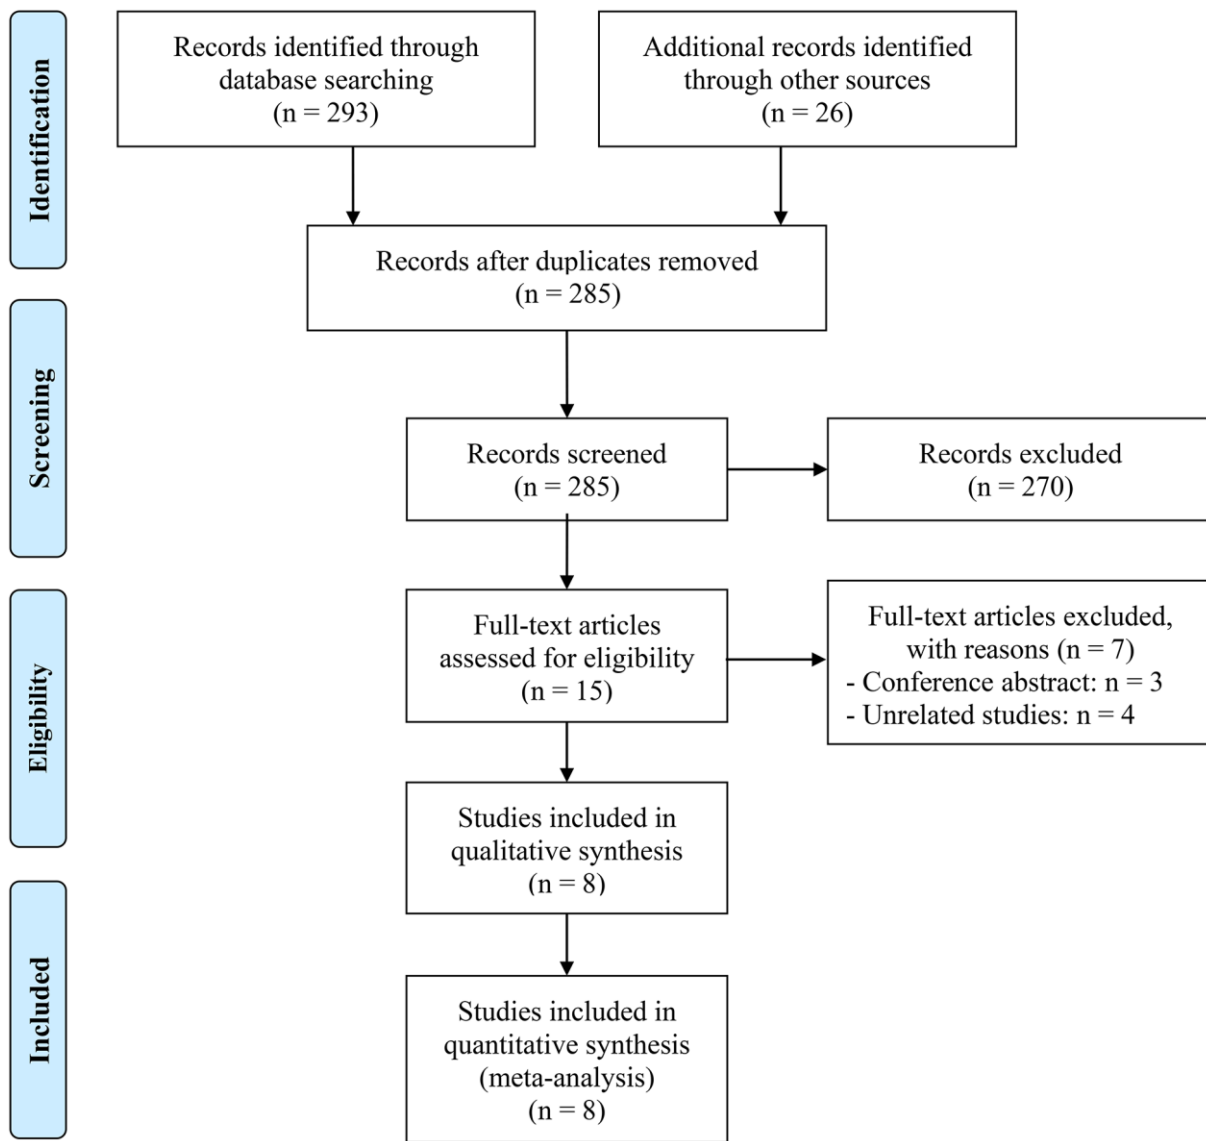 Identification
Records identified through
database searching
(n = 293)
Additional records identified
through other sources
(n = 26)
Records after duplicates removed
(n = 285)
Screening
Records screened
(n = 285)
Records excluded
(n = 270)
Eligibility
Full-text articles
assessed for eligibility
(n = 15)
Full-text articles excluded,
with reasons (n = 7)
- Conference abstract: n = 3
- Unrelated studies: n = 4
Studies included in
qualitative synthesis
(n = 8)
Included
Studies included in
quantitative synthesis
(meta-analysis)
(n = 8)